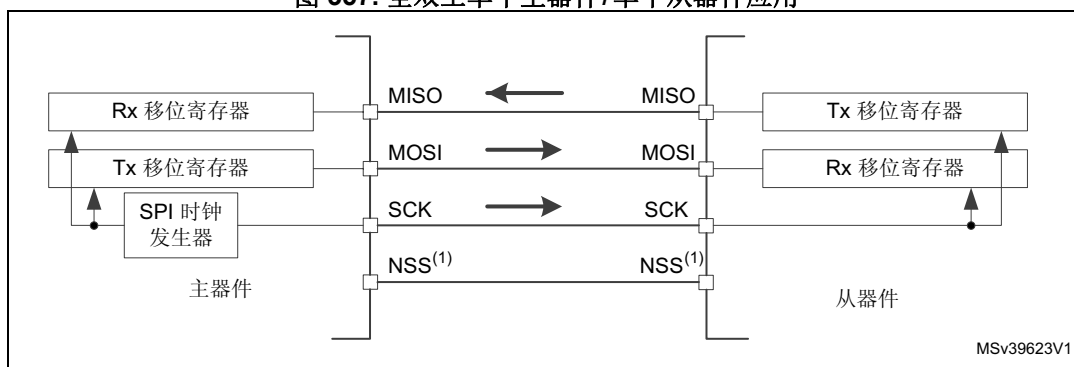 MISO
MISO
Rx 移位寄存器
Tx 移位寄存器
MOSI
MOSI
Tx 移位寄存器
Rx 移位寄存器
SPI 时钟
发生器
SCK
SCK
NSS(1)
NSS(1)
主器件
从器件
MSv39623V1